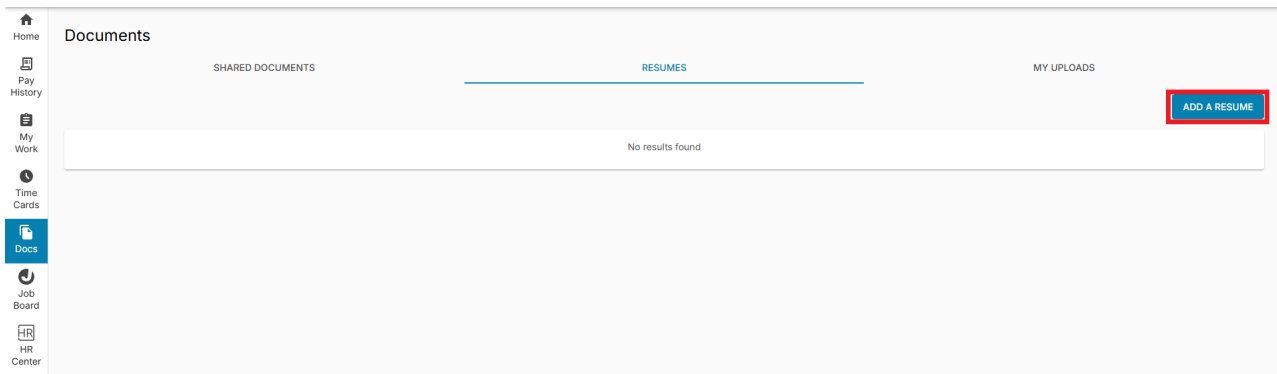 Home
Pay
History
My
Work
Time
Cards
Docs
Job
Board
HR
HR
Center
Documents
SHARED DOCUMENTS
RESUMES
MY UPLOADS
ADD A RESUME
No results found